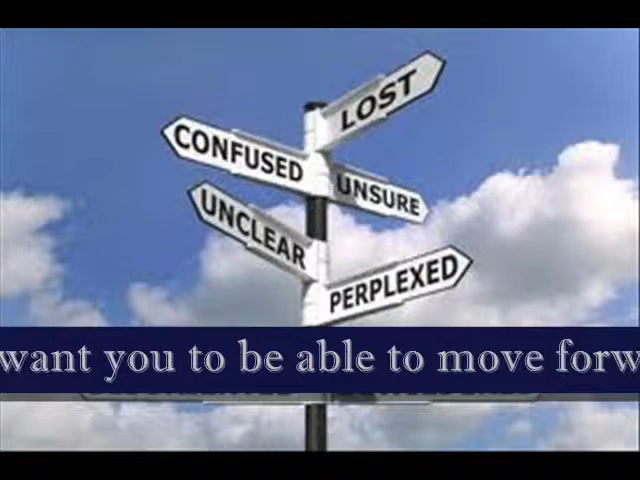 LOST
CONFUSED
UNSURE
UNCLEAR
PERPLEXED
want you to be able to move forw